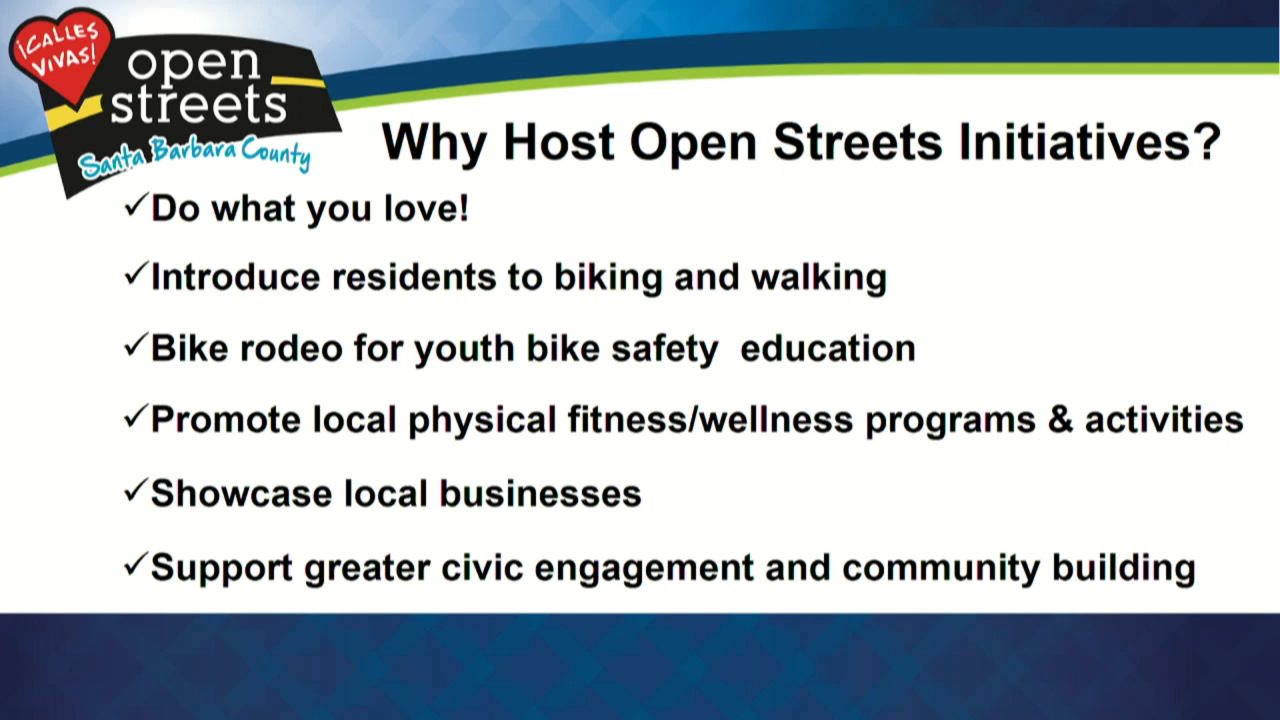 ¡CALLES
VIVAS!
open
streets
Santa Barbara County
Why Host Open Streets Initiatives?
✓Do what you love!
✓Introduce residents to biking and walking
✓Bike rodeo for youth bike safety  education
✓Promote local physical fitness/wellness programs & activities
✓Showcase local businesses
✓Support greater civic engagement and community building